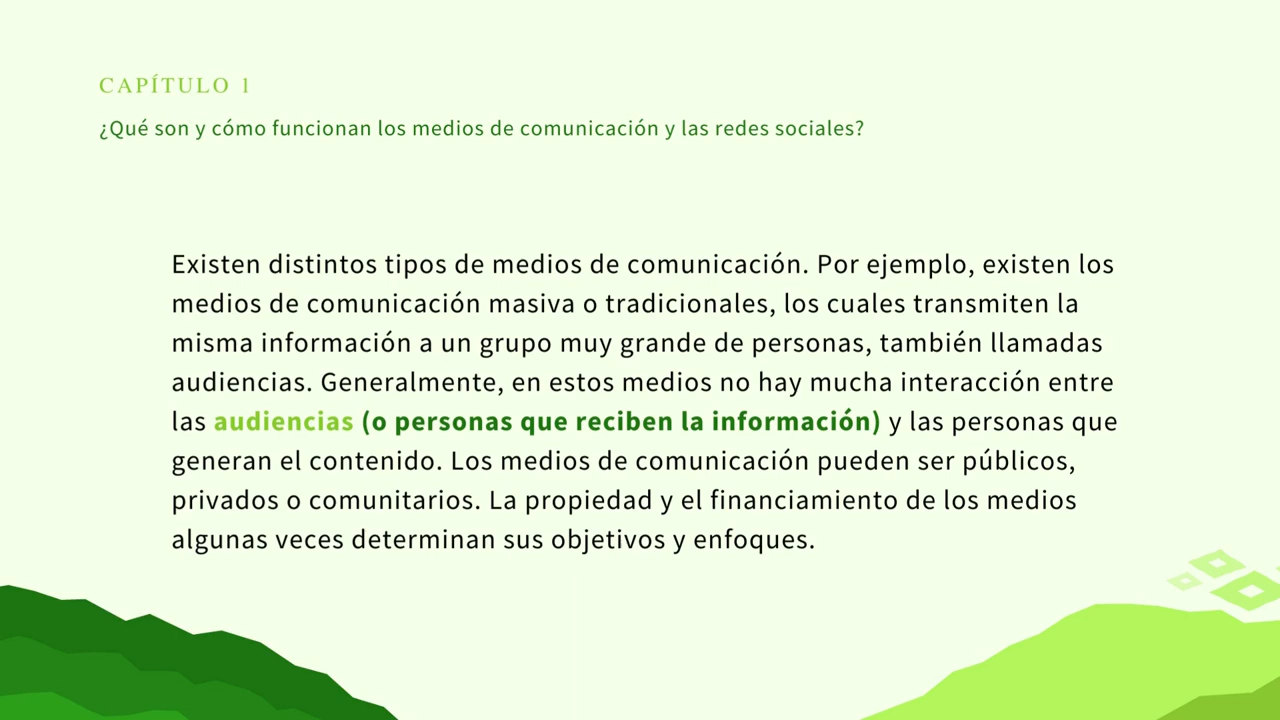 CAPÍTULO 1
¿Qué son y cómo funcionan los medios de comunicación y las redes sociales?
Existen distintos tipos de medios de comunicación. Por ejemplo, existen los
medios de comunicación masiva o tradicionales, los cuales transmiten la
misma información a un grupo muy grande de personas, también llamadas
audiencias. Generalmente, en estos medios no hay mucha interacción entre
las audiencias (o personas que reciben la información) y las personas que
generan el contenido. Los medios de comunicación pueden ser públicos,
privados o comunitarios. La propiedad y el financiamiento de los medios
algunas veces determinan sus objetivos y enfoques.